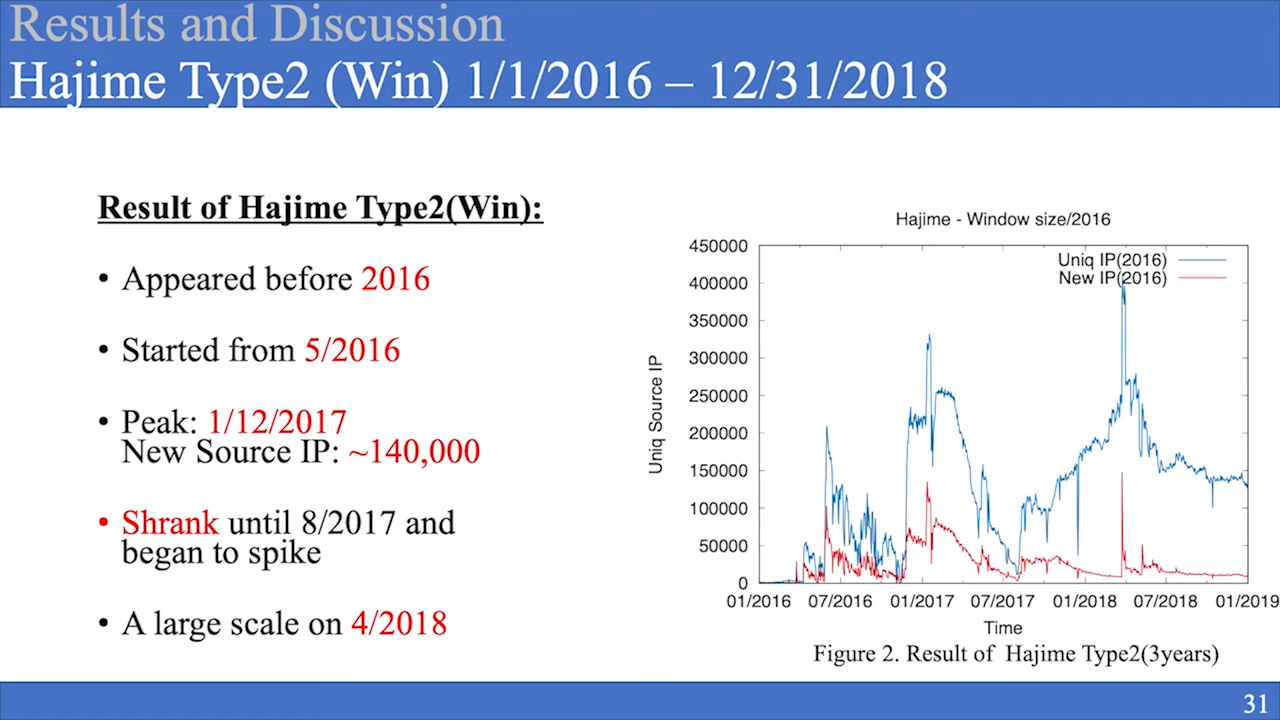 Results and Discussion
Hajime Type2 (Win) 1/1/2016 – 12/31/2018
Result of Hajime Type2(Win):
• Appeared before 2016
• Started from 5/2016
• Peak: 1/12/2017
New Source IP: ~140,000
• Shrank until 8/2017 and
began to spike
• A large scale on 4/2018
Hajime - Window size/2016
Uniq IP(2016)
New IP(2016)
Uniq Source IP
450000
400000
350000
300000
250000
200000
150000
100000
50000
0
01/2016 07/2016 01/2017 07/2017 01/2018 07/2018 01/2019
Time
Figure 2. Result of Hajime Type2(3years)
31